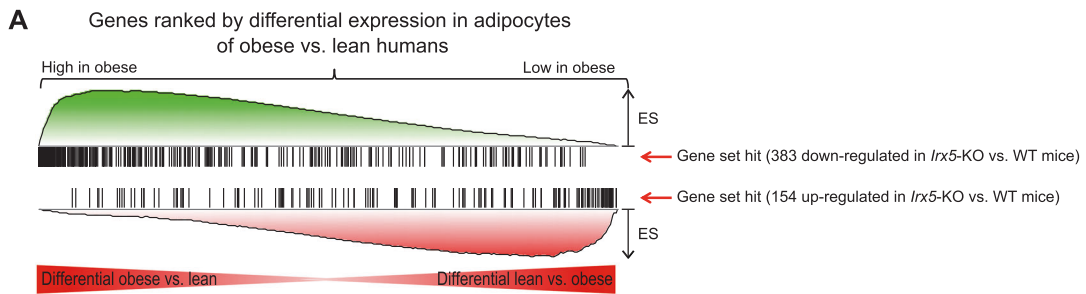 A
Genes ranked by differential expression in adipocytes
of obese vs. lean humans
High in obese
Low in obese
ES
Gene set hit (383 down-regulated in Irx5-KO vs. WT mice)
Gene set hit (154 up-regulated in Irx5-KO vs. WT mice)
ES
Differential obese vs. lean
Differential lean vs. obese